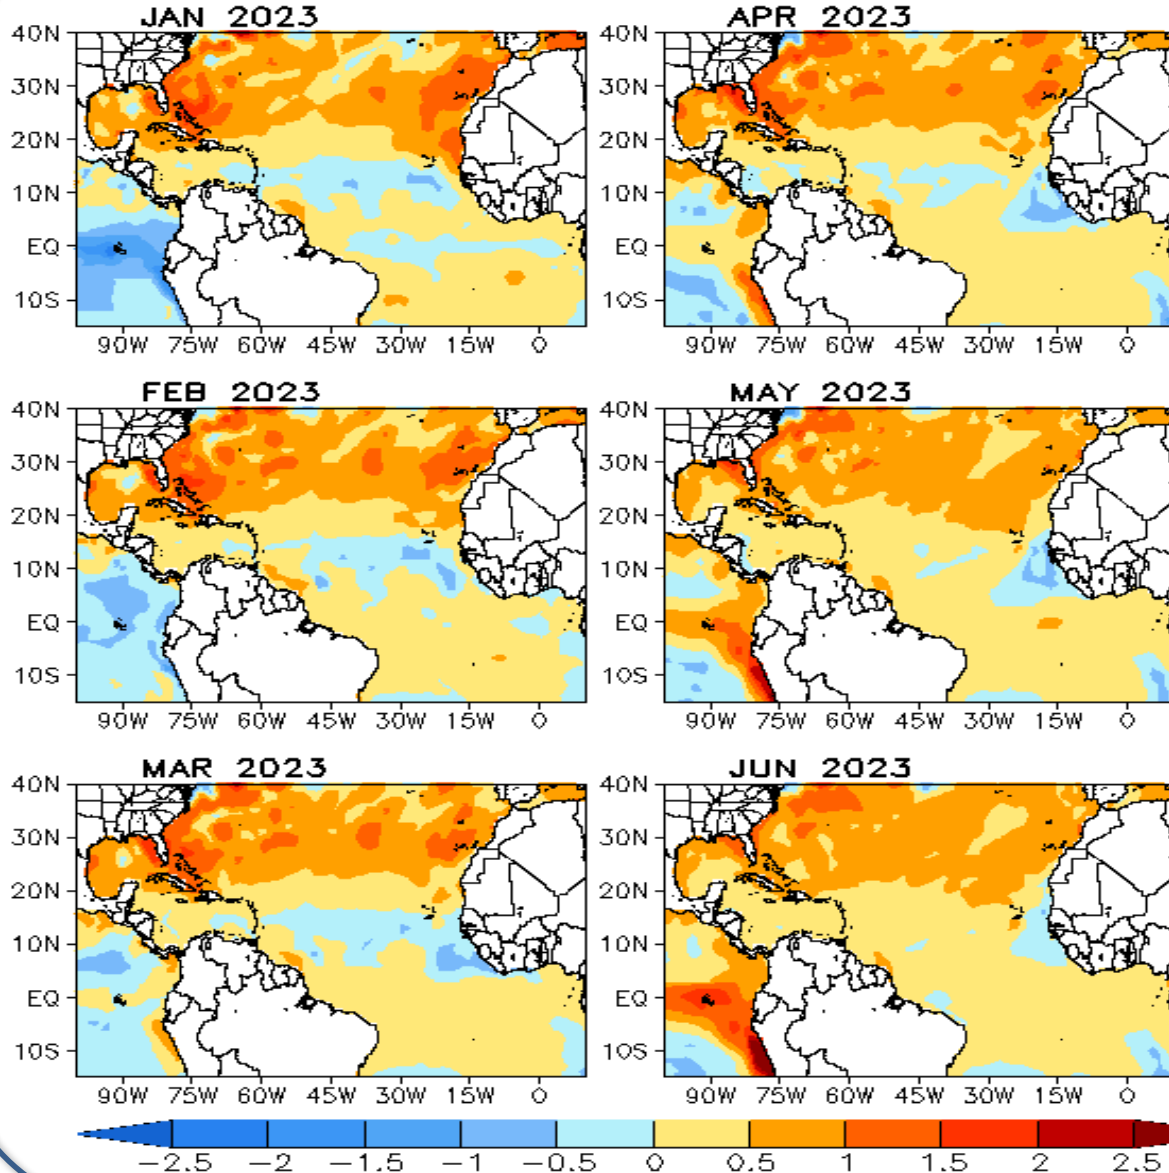 JAN 2023
40N
30N
20N
10N
EQ
10S
90W 75W 60W 45W 30W 15W 0
APR 2023
40N
30N
20N
10N
EQ
10S
90W 75W 60W 45W 30W 15W 0
FEB 2023
40N
30N
20N
10N
EQ
10S
90W 75W 60W 45W 30W 15W 0
MAY 2023
40N
30N
20N
10N
EQ
10S
90W 75W 60W 45W 30W 15W 0
MAR 2023
40N
30N
20N
10N
EQ
10S
90W 75W 60W 45W 30W 15W 0
JUN 2023
40N
30N
20N
10N
EQ
10S
90W 75W 60W 45W 30W 15W 0
-2.5 -2 -1.5 -1 -0.5 0 0.5 1 1.5 2 2.5